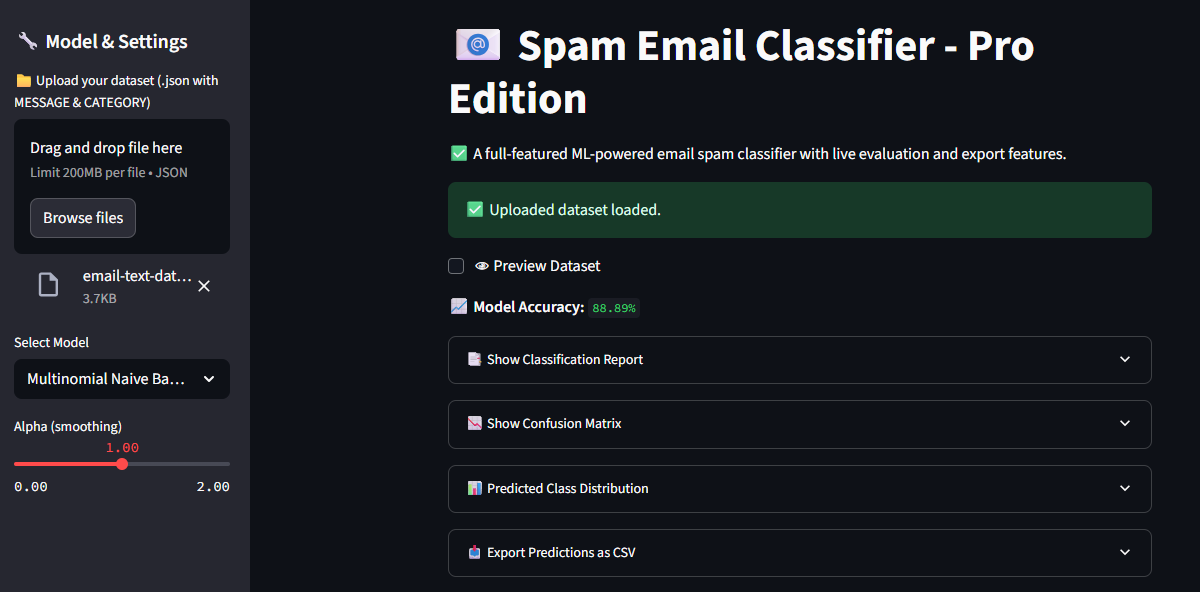 Model & Settings
Upload your dataset (.json with
MESSAGE & CATEGORY)
Drag and drop file here
Limit 200MB per file • JSON
Browse files
email-text-dat...
3.7KB
Select Model
Multinomial Naive Ba...
Alpha (smoothing)
1.00
0.00 2.00
@ Spam Email Classifier - Pro
Edition
A full-featured ML-powered email spam classifier with live evaluation and export features.
Uploaded dataset loaded.
Preview Dataset
Model Accuracy: 88.89%
Show Classification Report
Show Confusion Matrix
Predicted Class Distribution
Export Predictions as CSV